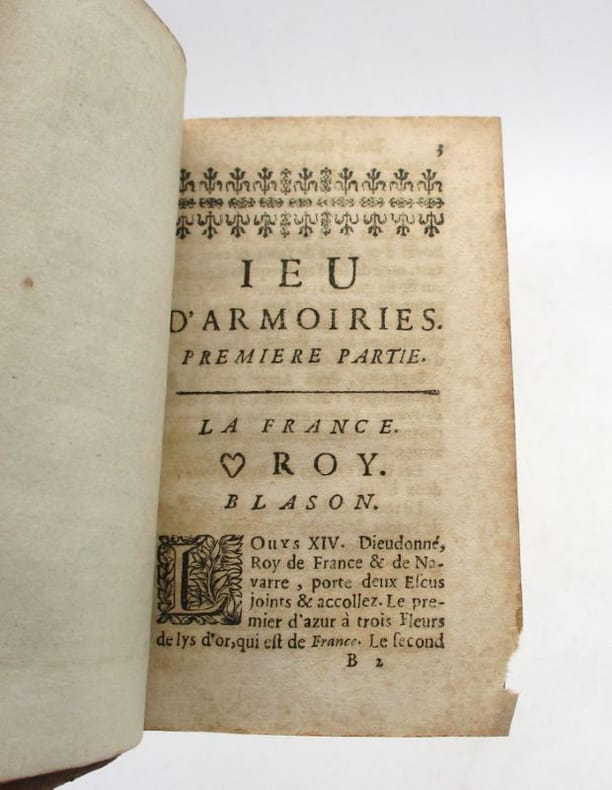 3
IEU
D'ARMOIRIES.
PREMIERE PARTIE.
LA FRANCE.
♡ ROY.
BLASON.
LOUYS XIV. Dieudonné,
Roy de France & de Na-
varre, porte deux Eſcus
joints & accollez. Le pre-
mier d'azur à trois Fleurs
de lys d'or, qui eſt de France. Le ſecond
B 2